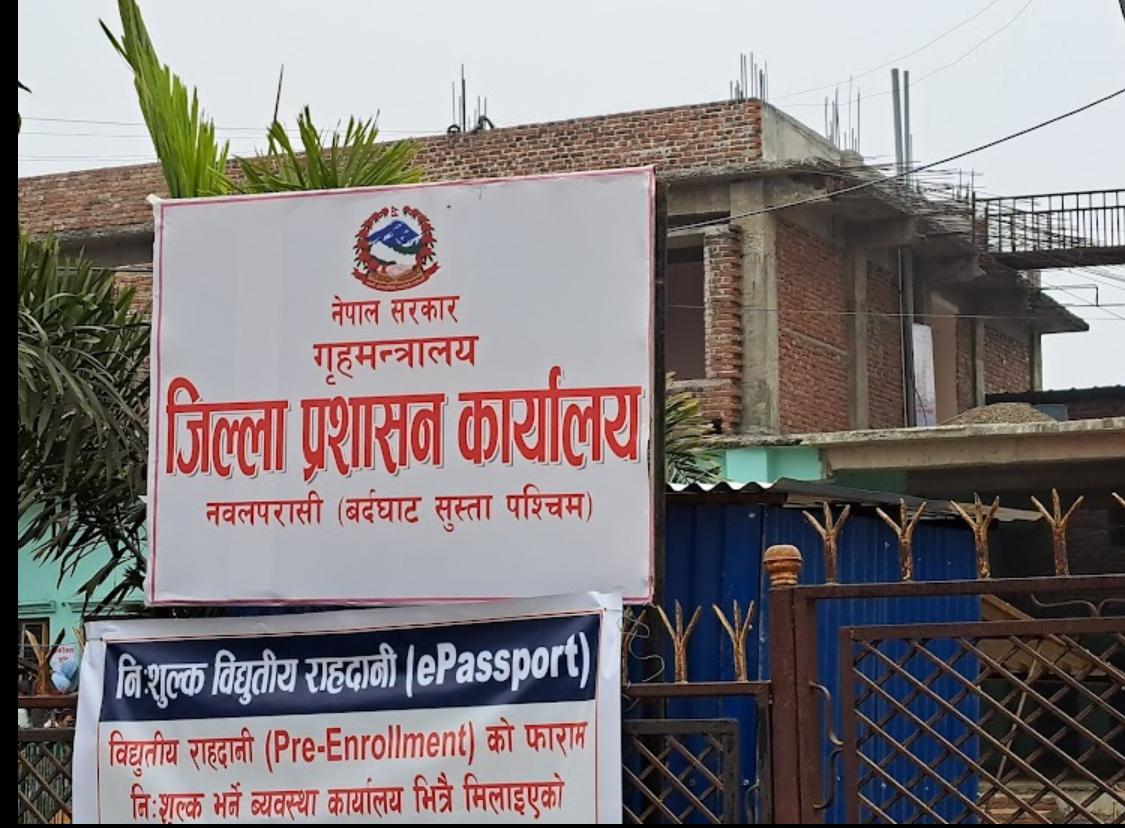 नेपाल सरकार
गृहमन्त्रालय
जिल्ला प्रशासन कार्यालय
नवलपरासी (बर्दघाट सुस्ता पश्चिम)
नि:शुल्क विद्युतीय राहदानी (ePassport)
विद्युतीय राहदानी (Pre-Enrollment) को फाराम
नि:शुल्क भर्ने ब्यवस्था कार्यालय भित्रै मिलाइएको